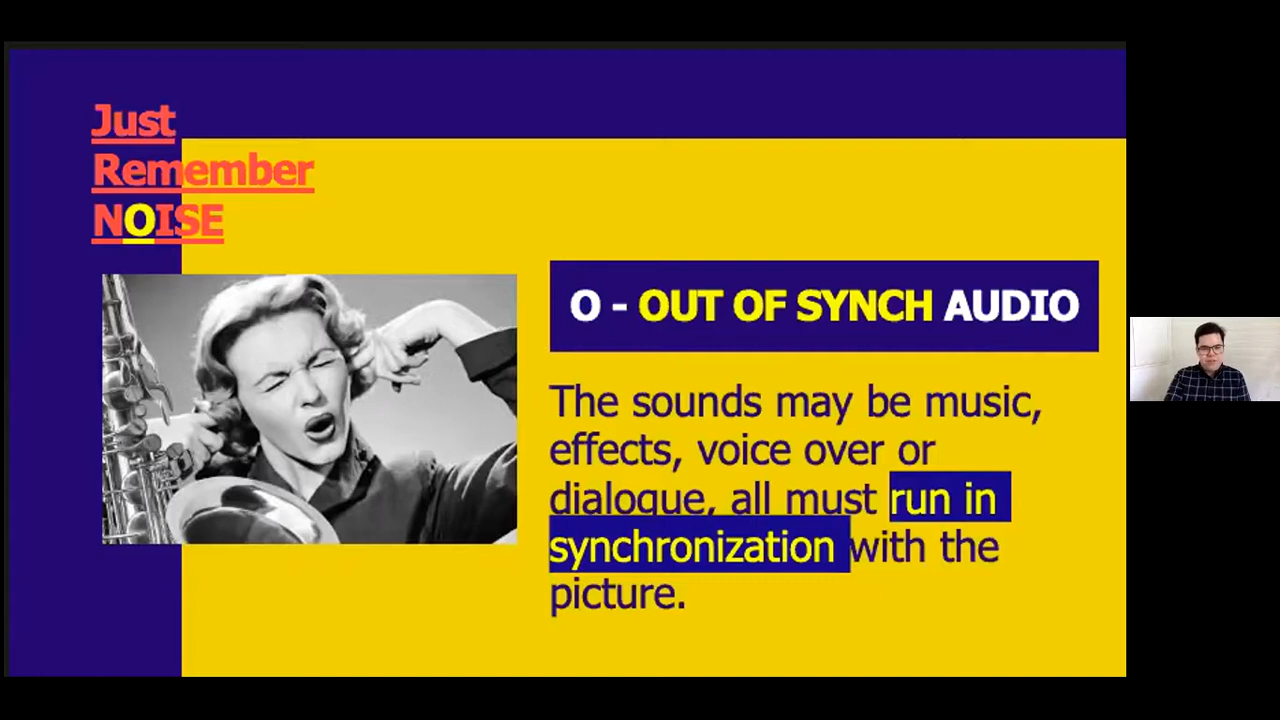 Just
Remember
NOISE
O - OUT OF SYNCH AUDIO
The sounds may be music,
effects, voice over or
dialogue, all must run in
synchronization with the
picture.